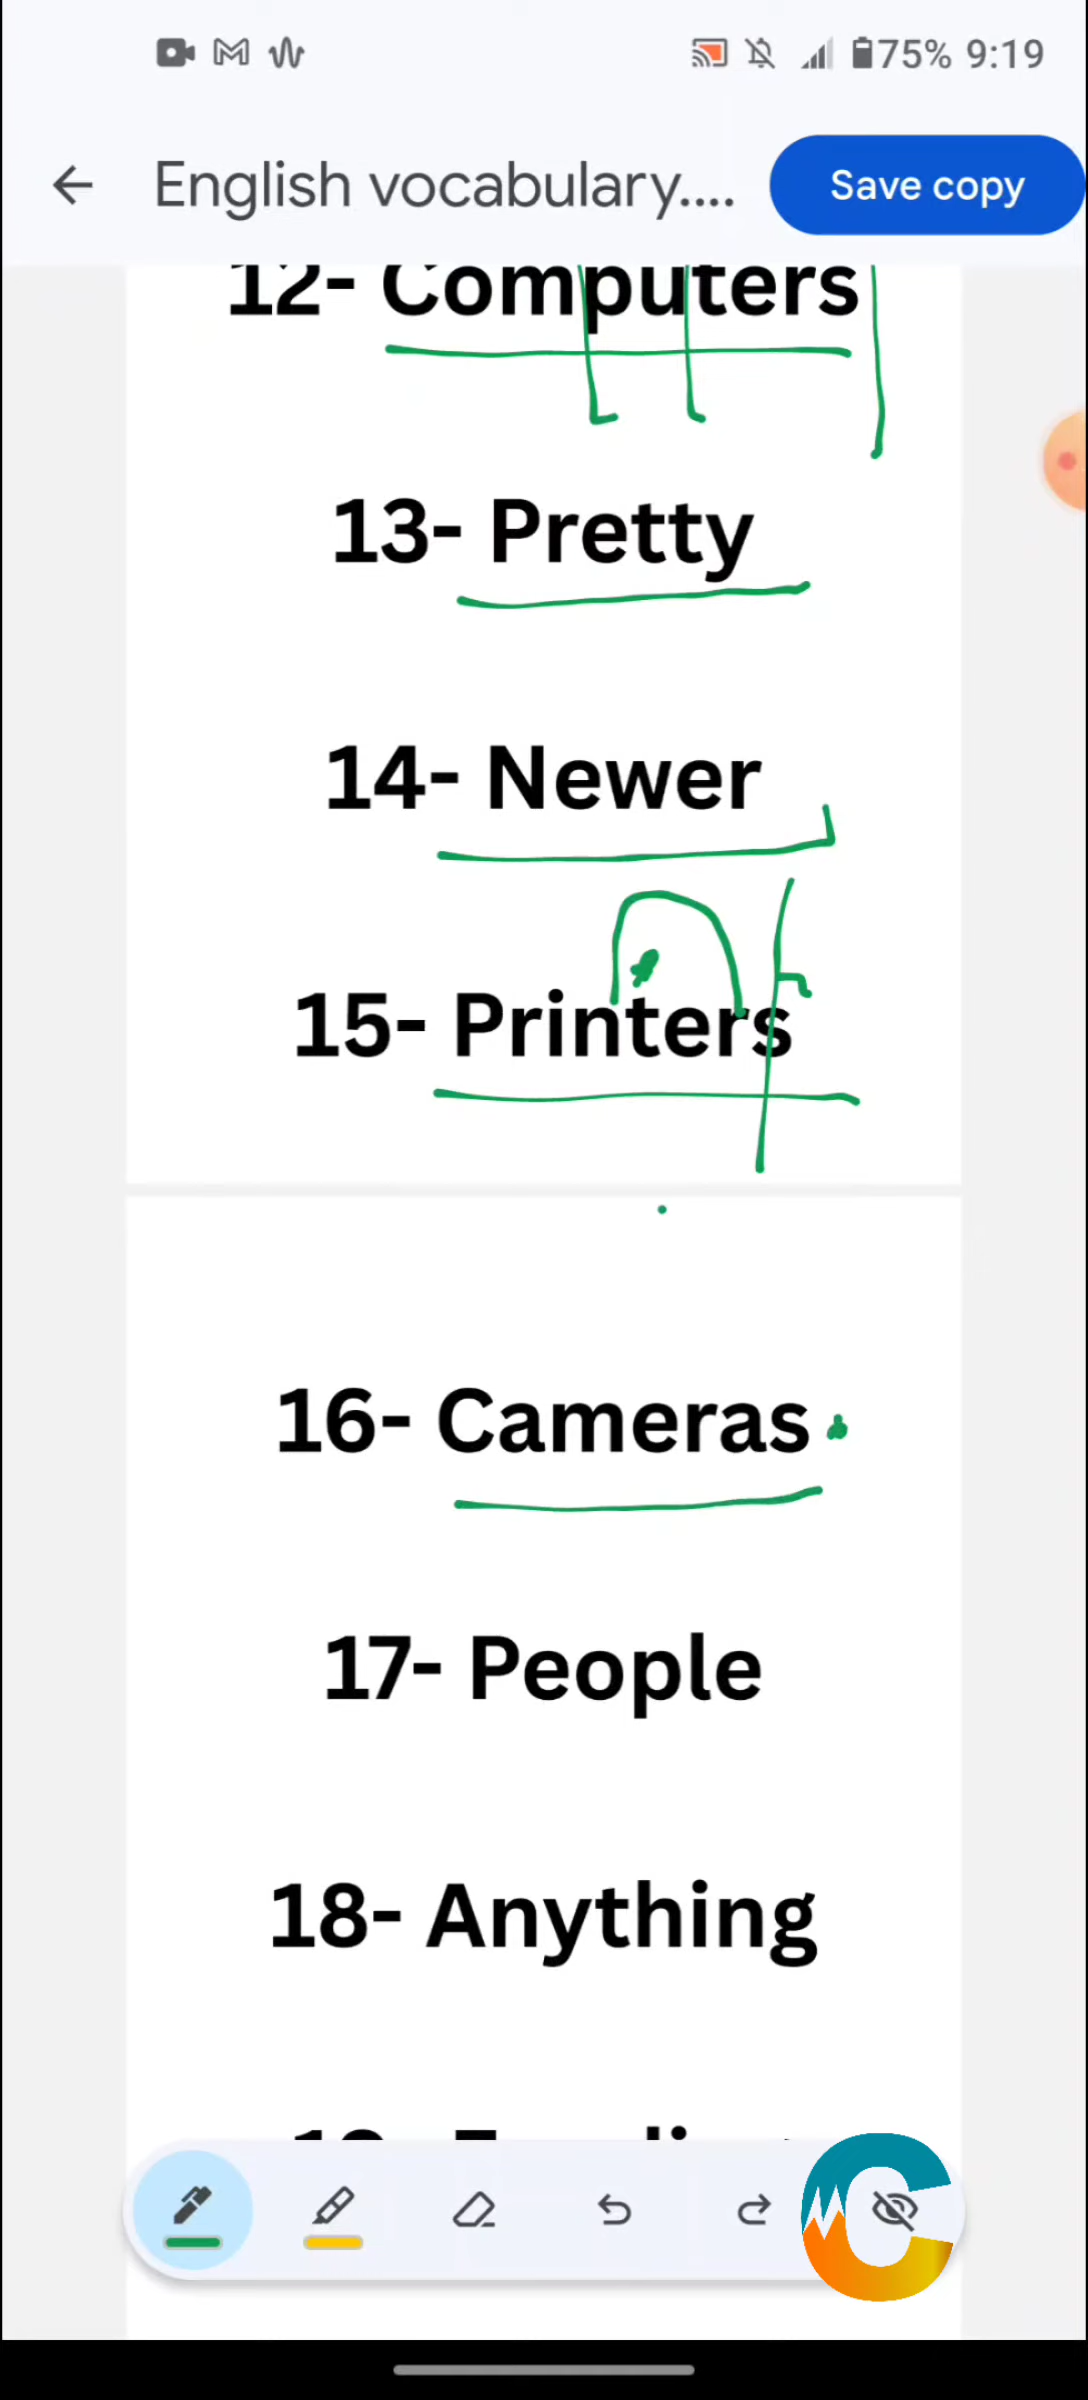 75% 9:19
English vocabulary....
Save copy
12- Computers
13- Pretty
14- Newer
15- Printers
16- Cameras
17- People
18- Anything